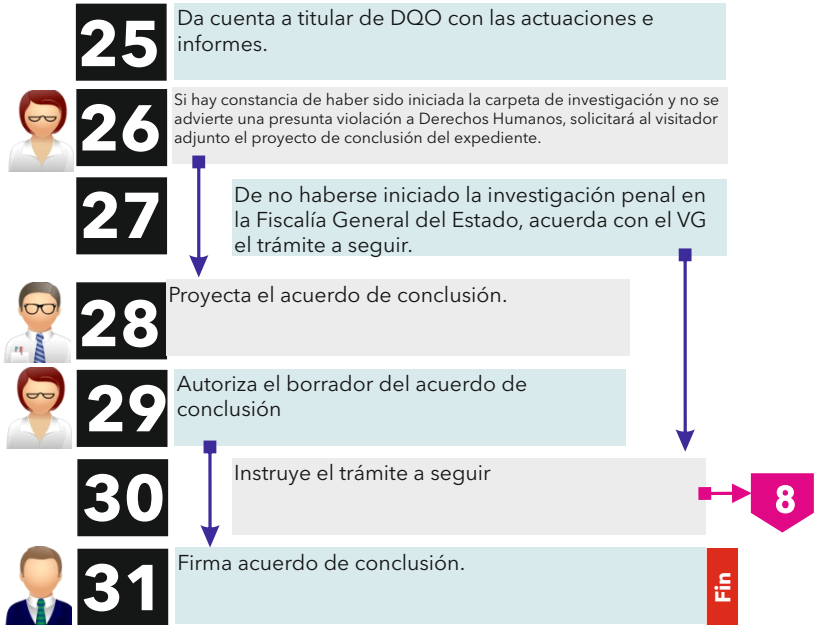 25
Da cuenta a titular de DQO con las actuaciones e
informes.
26
Si hay constancia de haber sido iniciada la carpeta de investigación y no se
advierte una presunta violación a Derechos Humanos, solicitará al visitador
adjunto el proyecto de conclusión del expediente.
27
De no haberse iniciado la investigación penal en
la Fiscalía General del Estado, acuerda con el VG
el trámite a seguir.
28
Proyecta el acuerdo de conclusión.
29
Autoriza el borrador del acuerdo de
conclusión
30
Instruye el trámite a seguir
8
31
Firma acuerdo de conclusión.
Fin